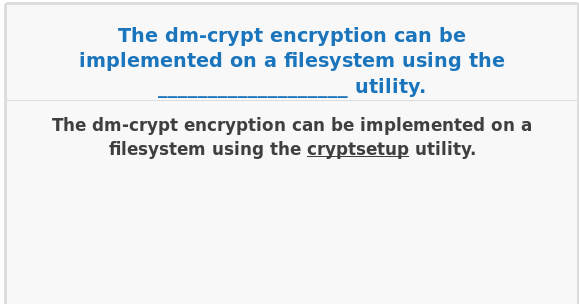 The dm-crypt encryption can be
implemented on a filesystem using the
___________________ utility.
The dm-crypt encryption can be implemented on a
filesystem using the cryptsetup utility.